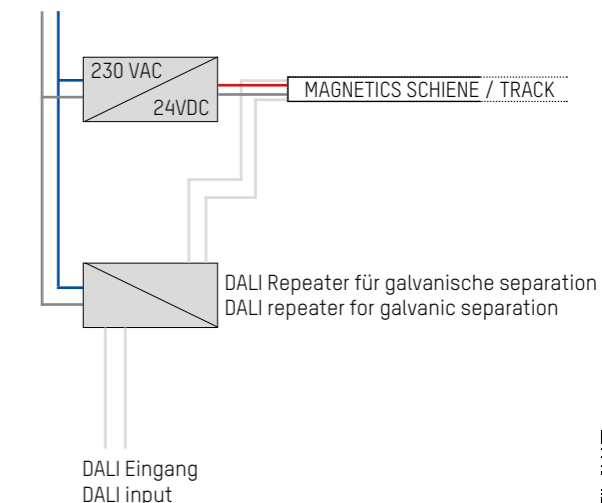 230 VAC
24VDC
MAGNETICS SCHIENE / TRACK
DALI Repeater für galvanische separation
DALI repeater for galvanic separation
DALI Eingang
DALI input